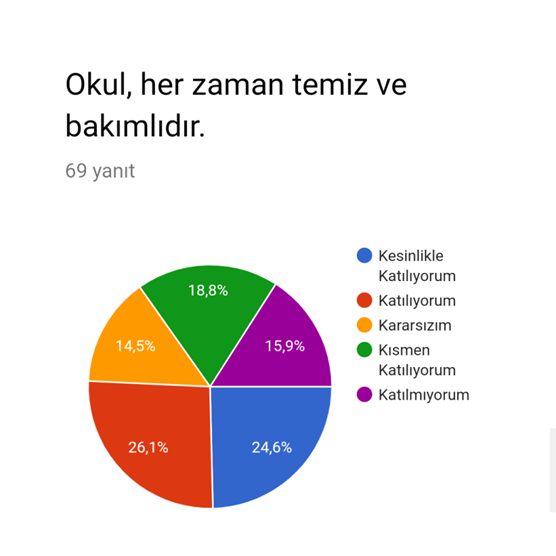 Okul, her zaman temiz ve
bakımlıdır.
69 yanıt
Kesinlikle
Katılıyorum
Katılıyorum
Kararsızım
Kısmen
Katılıyorum
Katılmıyorum
18,8%
14,5%
15,9%
26,1%
24,6%